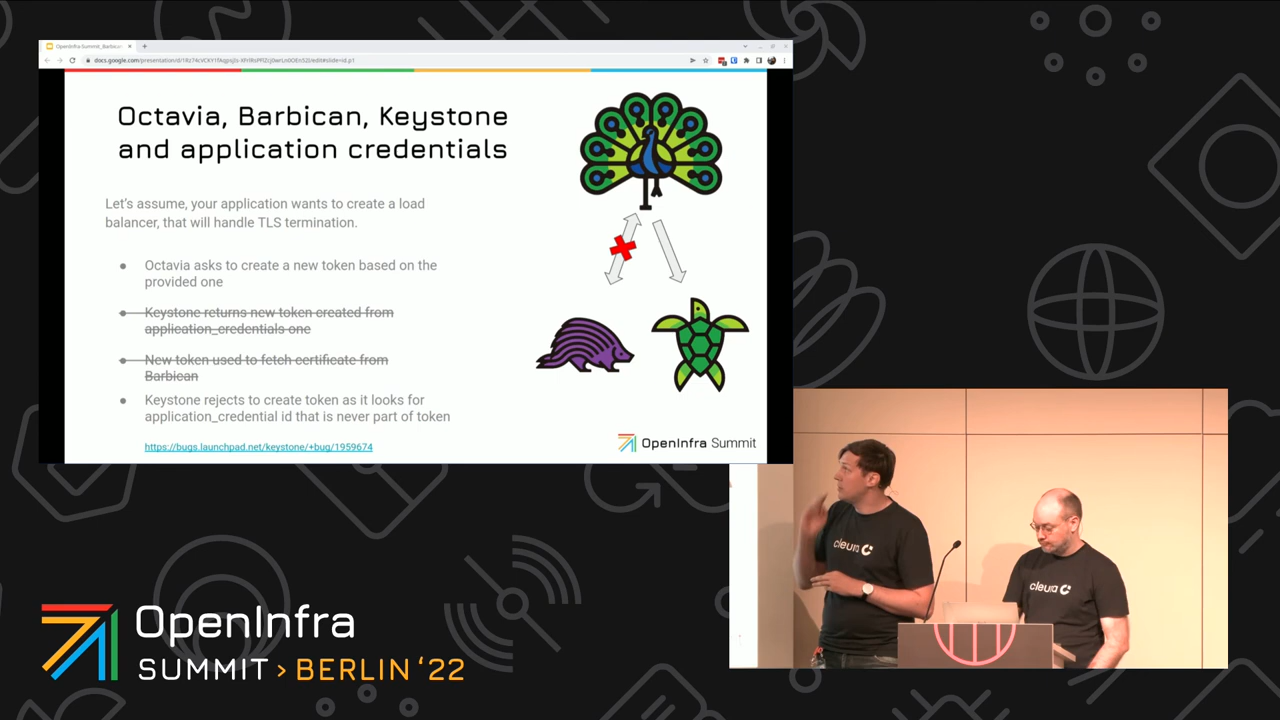 Octavia, Barbican, Keystone
and application credentials
Let's assume, your application wants to create a load
balancer, that will handle TLS termination.
● Octavia asks to create a new token based on the
provided one
● Keystone returns new token created from
application_credentials one
● New token used to fetch certificate from
Barbican
● Keystone rejects to create token as it looks for
application_credential id that is never part of token
https://bugs.launchpad.net/keystone/+bug/1959674
OpenInfra Summit
cleura
cleura
OpenInfra
SUMMIT > BERLIN ‘22